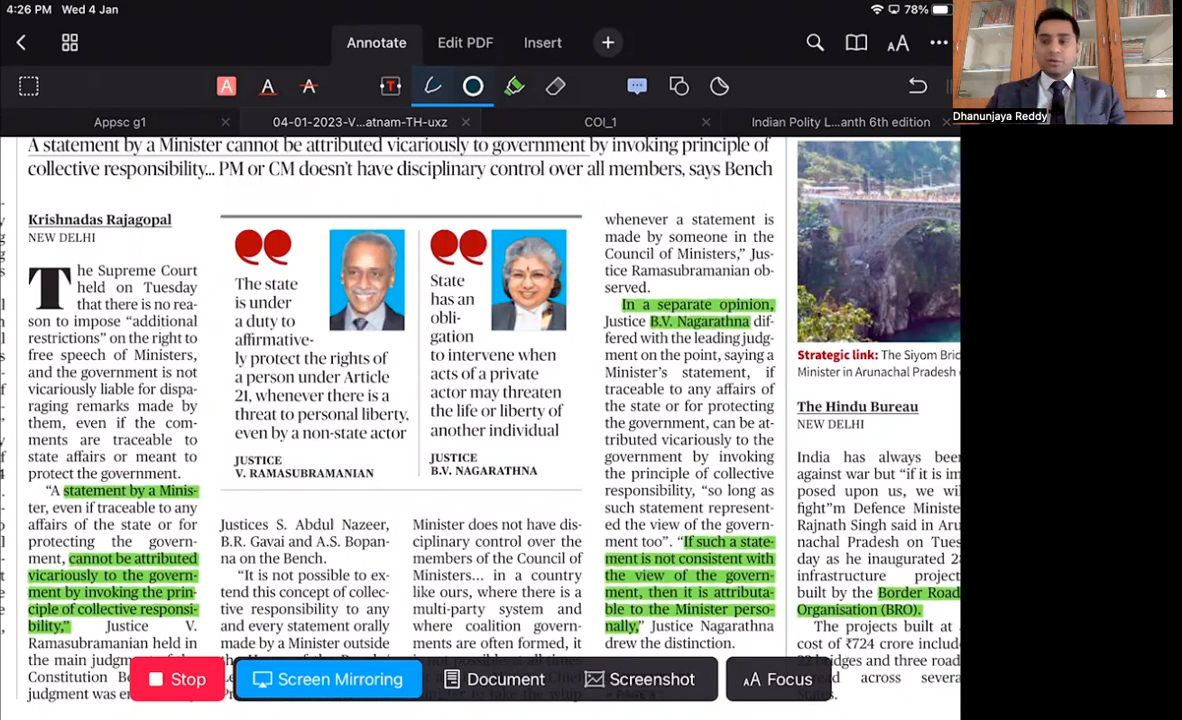 4:26 PM Wed 4 Jan
78%
Annotate
Edit PDF
Insert
Dhanunjaya Reddy
Appsc g1
04-01-2023-V...atnam-TH-uxz
COI_1
Indian Polity L...anth 6th edition
A statement by a Minister cannot be attributed vicariously to government by invoking principle of
collective responsibility... PM or CM doesn't have disciplinary control over all members, says Bench
Krishnadas Rajagopal
NEW DELHI
The Supreme Court
held on Tuesday
that there is no rea-
son to impose “additional
restrictions” on the right to
free speech of Ministers,
and the government is not
vicariously liable for dispa-
raging remarks made by
them, even if the com-
ments are traceable to
state affairs or meant to
protect the government.
“A statement by a Minis-
ter, even if traceable to any
affairs of the state or for
protecting the govern-
ment, cannot be attributed
vicariously to the govern-
ment by invoking the prin-
ciple of collective responsi-
bility,” Justice V.
Ramasubramanian held in
the main
Constitution
judgment was
The state
is under
a duty to
affirmative-
ly protect the rights of
a person under Article
21, whenever there is a
threat to personal liberty,
even by a non-state actor
JUSTICE
V. RAMASUBRAMANIAN
State
has an
obli-
gation
to intervene when
acts of a private
actor may threaten
the life or liberty of
another individual
JUSTICE
B.V. NAGARATHNA
Justices S. Abdul Nazeer,
B.R. Gavai and A.S. Bopan-
na on the Bench.
“It is not possible to ex-
tend this concept of collec-
tive responsibility to any
and every statement orally
made by a Minister outside
Minister does not have dis-
ciplinary control over the
members of the Council of
Ministers... in a country
like ours, where there is a
multi-party system and
where coalition govern-
ments are often formed, it
whenever a statement is
made by someone in the
Council of Ministers,” Jus-
tice Ramasubramanian ob-
served.
In a separate opinion,
Justice B.V. Nagarathna dif-
fered with the leading judg-
ment on the point, saying a
Minister's statement, if
traceable to any affairs of
the state or for protecting
the government, can be at-
tributed vicariously to the
government by invoking
the principle of collective
responsibility, “so long as
such statement represent-
ed the view of the govern-
ment too”. “If such a state-
ment is not consistent with
the view of the govern-
ment, then it is attributa-
ble to the Minister perso-
nally,” Justice Nagarathna
drew the distinction.
Strategic link: The Siyom Bri
Minister in Arunachal Pradesh
The Hindu Bureau
NEW DELHI
India has always bee
against war but “if it is im
posed upon us, we wi
fight”m Defence Ministe
Rajnath Singh said in Aru
nachal Pradesh on Tues
day as he inaugurated 2
infrastructure project
built by the Border Road
Organisation (BRO).
The projects built at
cost of ₹724 crore includ
bridges and three road
across severa
Stop
Screen Mirroring
Document
Screenshot
AA Focus